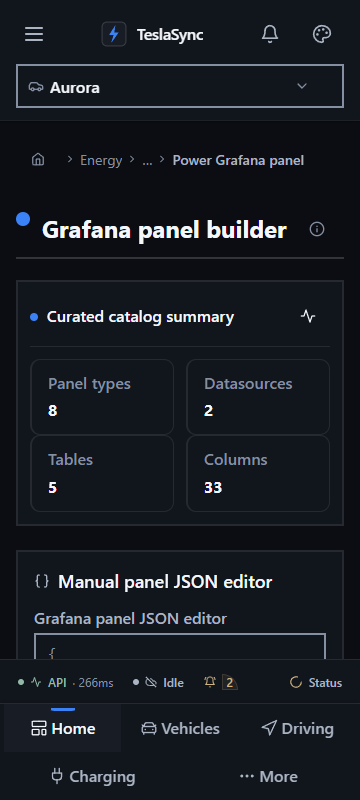 TeslaSync
Aurora
Energy
...
Power Grafana panel
Grafana panel builder
Curated catalog summary
Panel types
8
Datasources
2
Tables
5
Columns
33
{} Manual panel JSON editor
Grafana panel JSON editor
{
API · 266ms
Idle
2
Status
Home
Vehicles
Driving
Charging
More